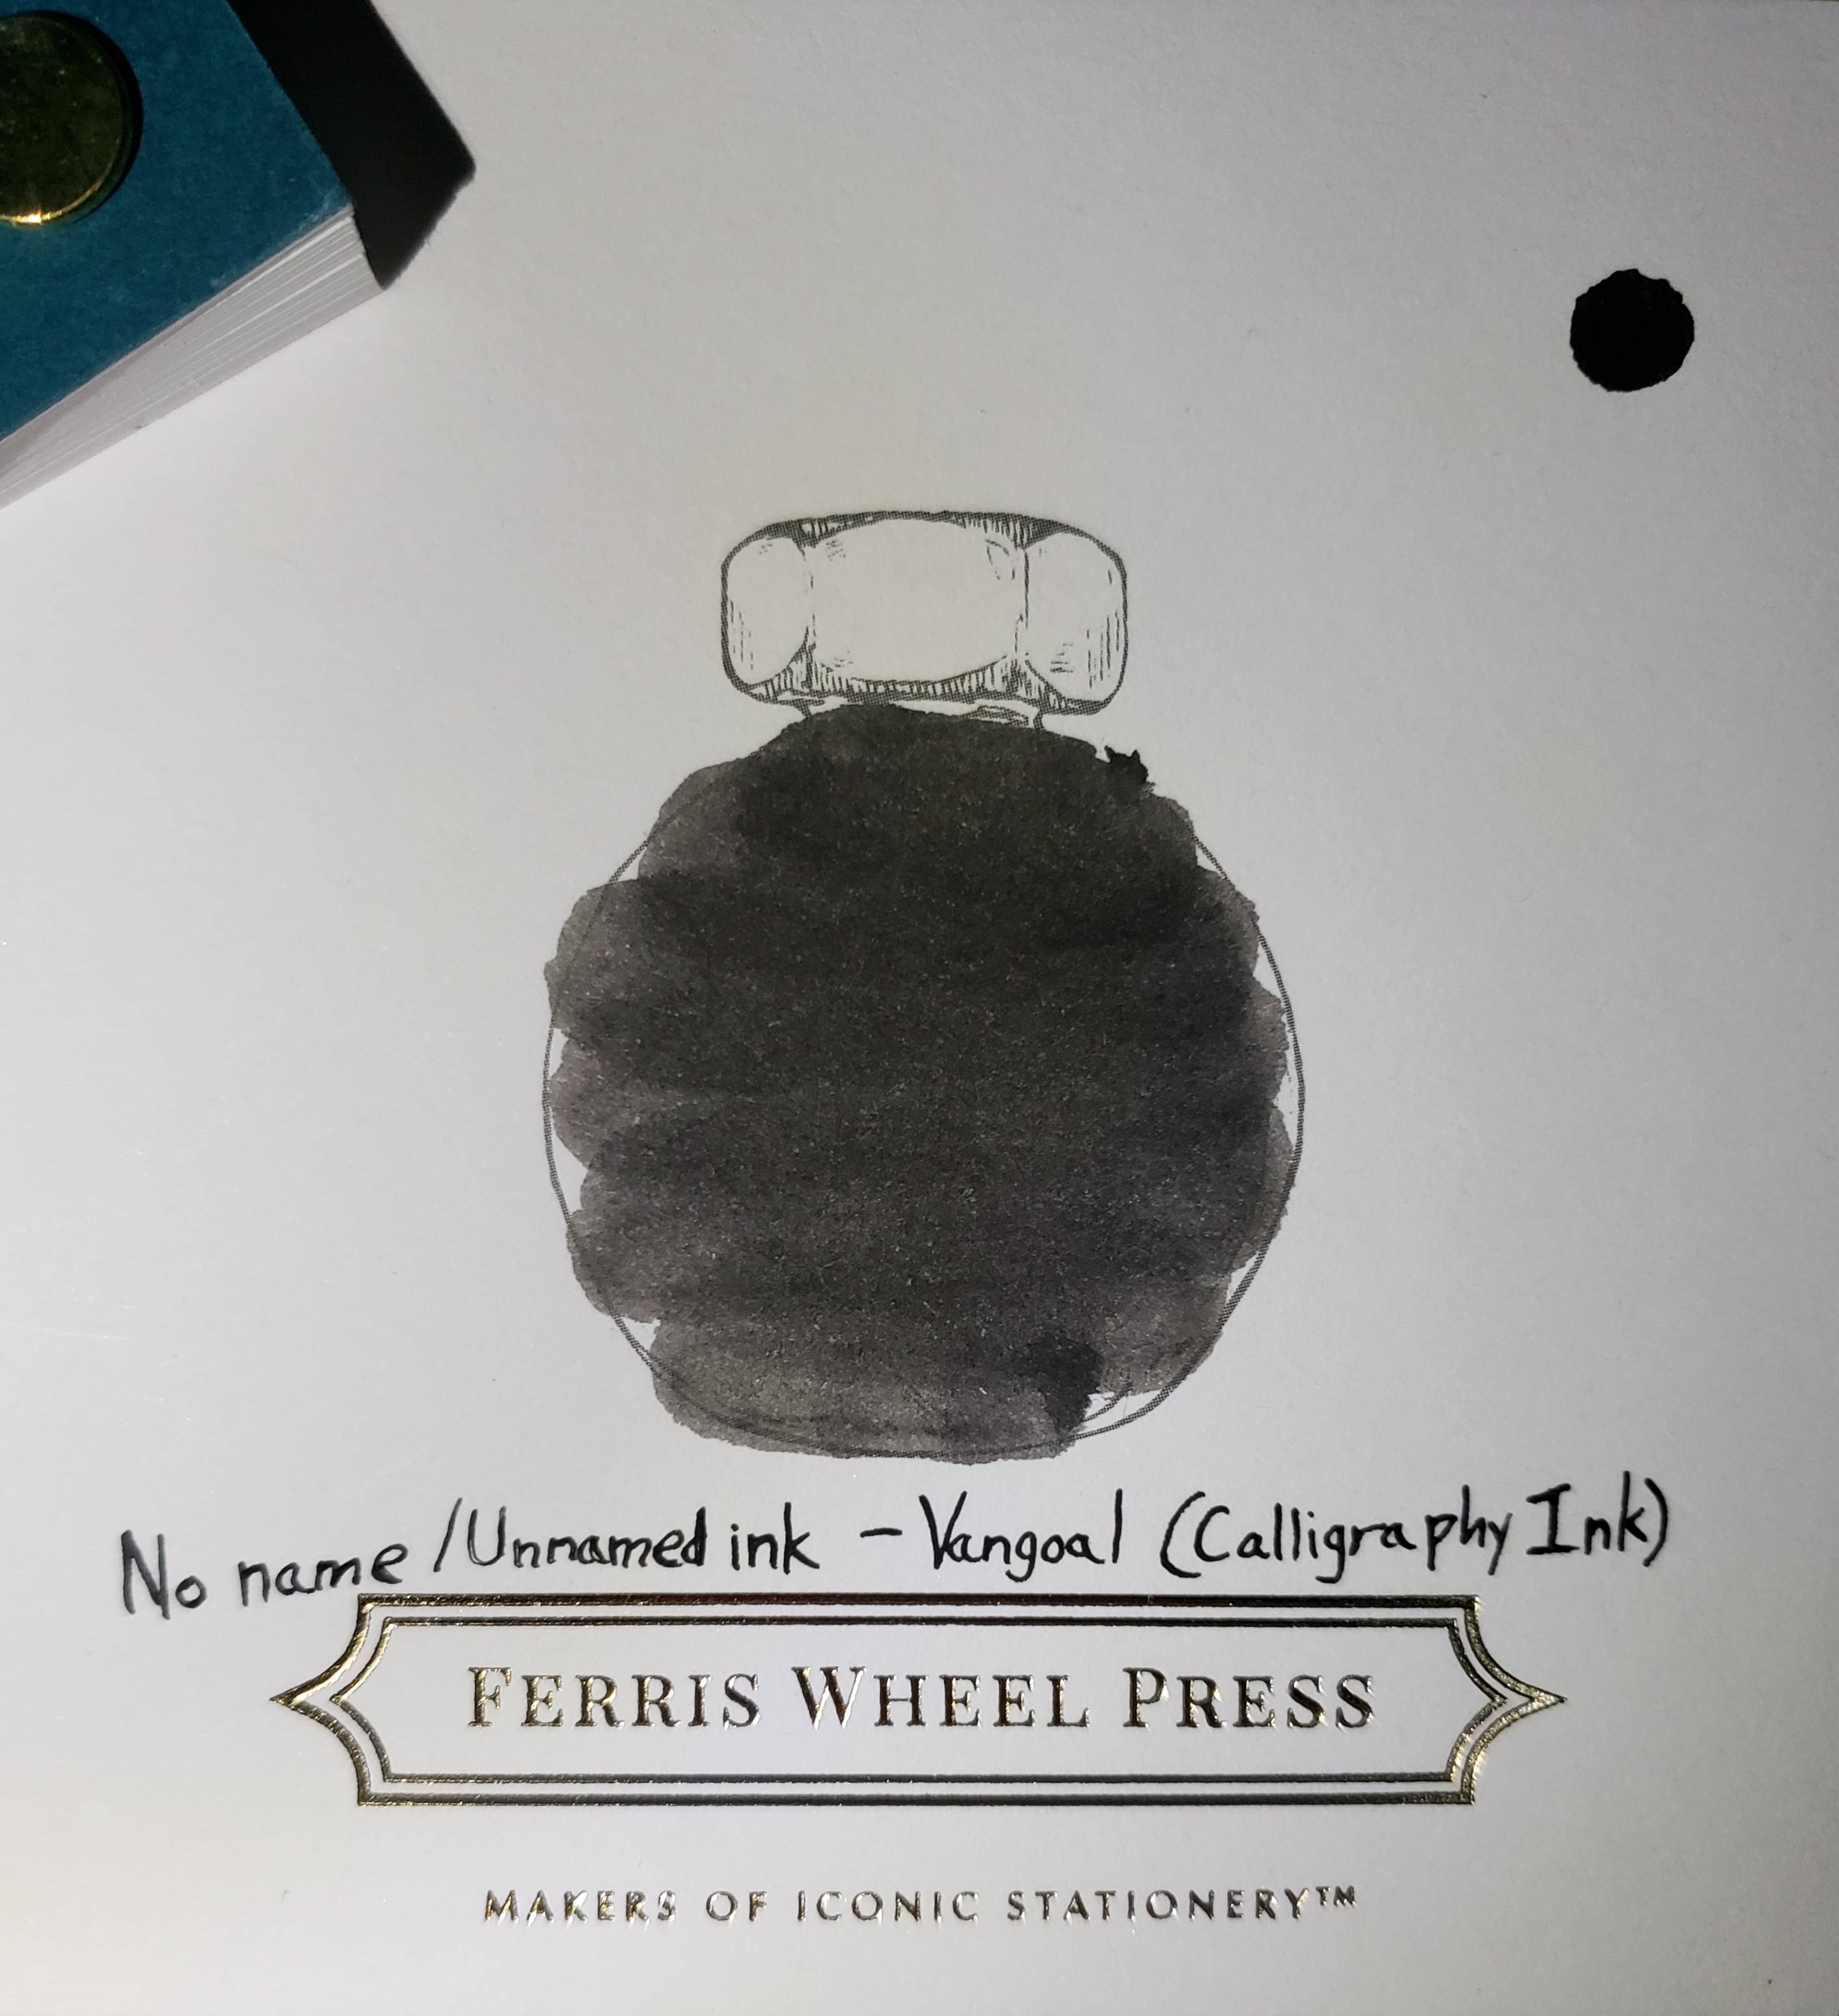 No name/Unnamed ink - Vangoal (Calligraphy Ink)
FERRIS WHEEL PRESS
MAKERS OF ICONIC STATIONERY™